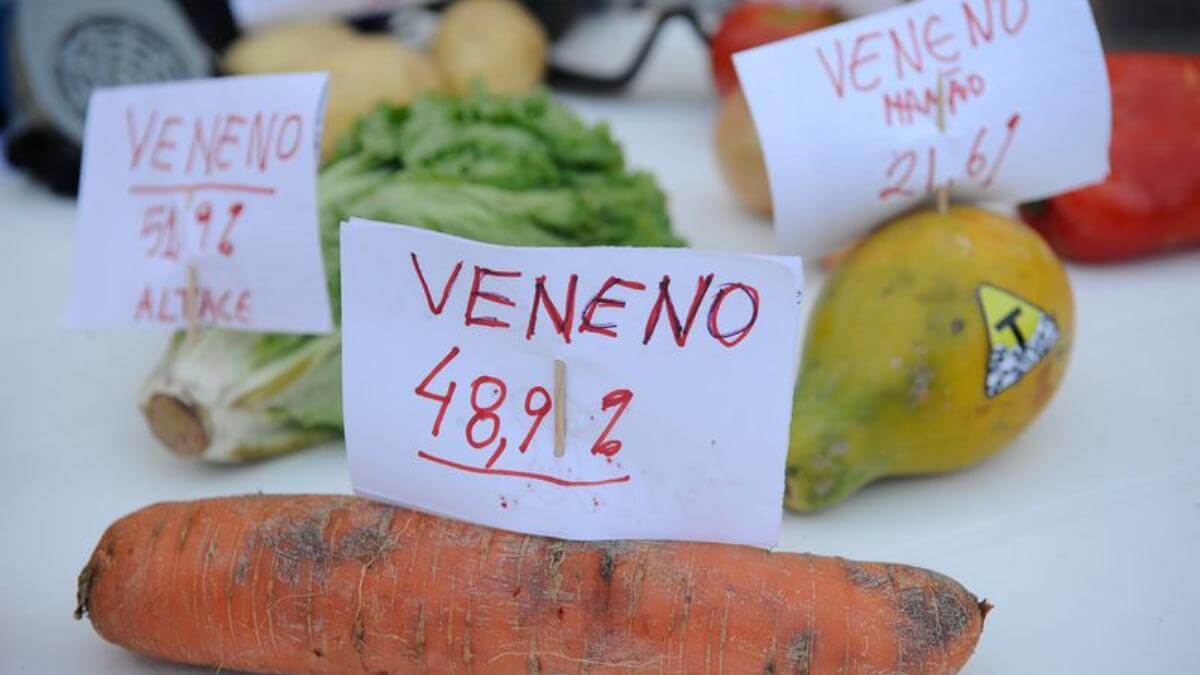 VENENO
51,9%
ALFACE
VENENO
48,9%
VENENO
MAMÃO
21,6%
T